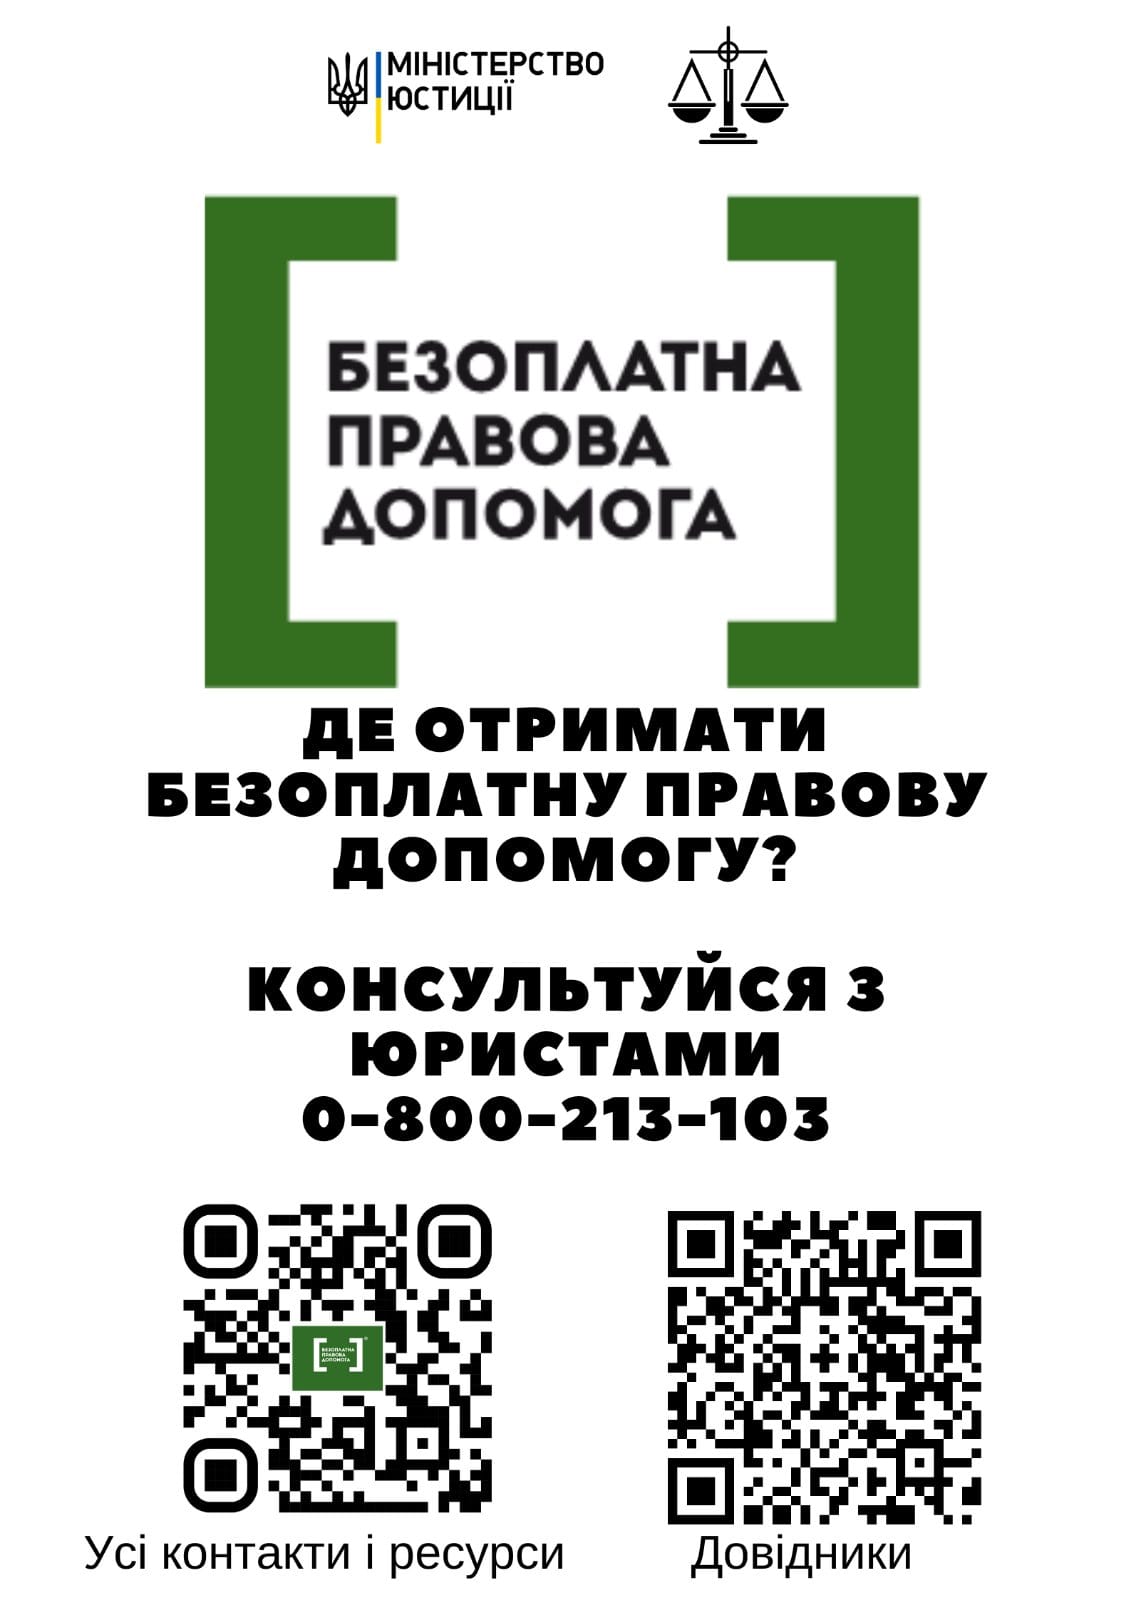 МІНІСТЕРСТВО
ЮСТИЦІЇ
БЕЗОПЛАТНА
ПРАВОВА
ДОПОМОГА
ДЕ ОТРИМАТИ
БЕЗОПЛАТНУ ПРАВОВУ
ДОПОМОГУ?
КОНСУЛЬТУЙСЯ З
ЮРИСТАМИ
0-800-213-103
БЕЗОПЛАТНА
ПРАВОВА
ДОПОМОГА
Усі контакти і ресурси
Довідники